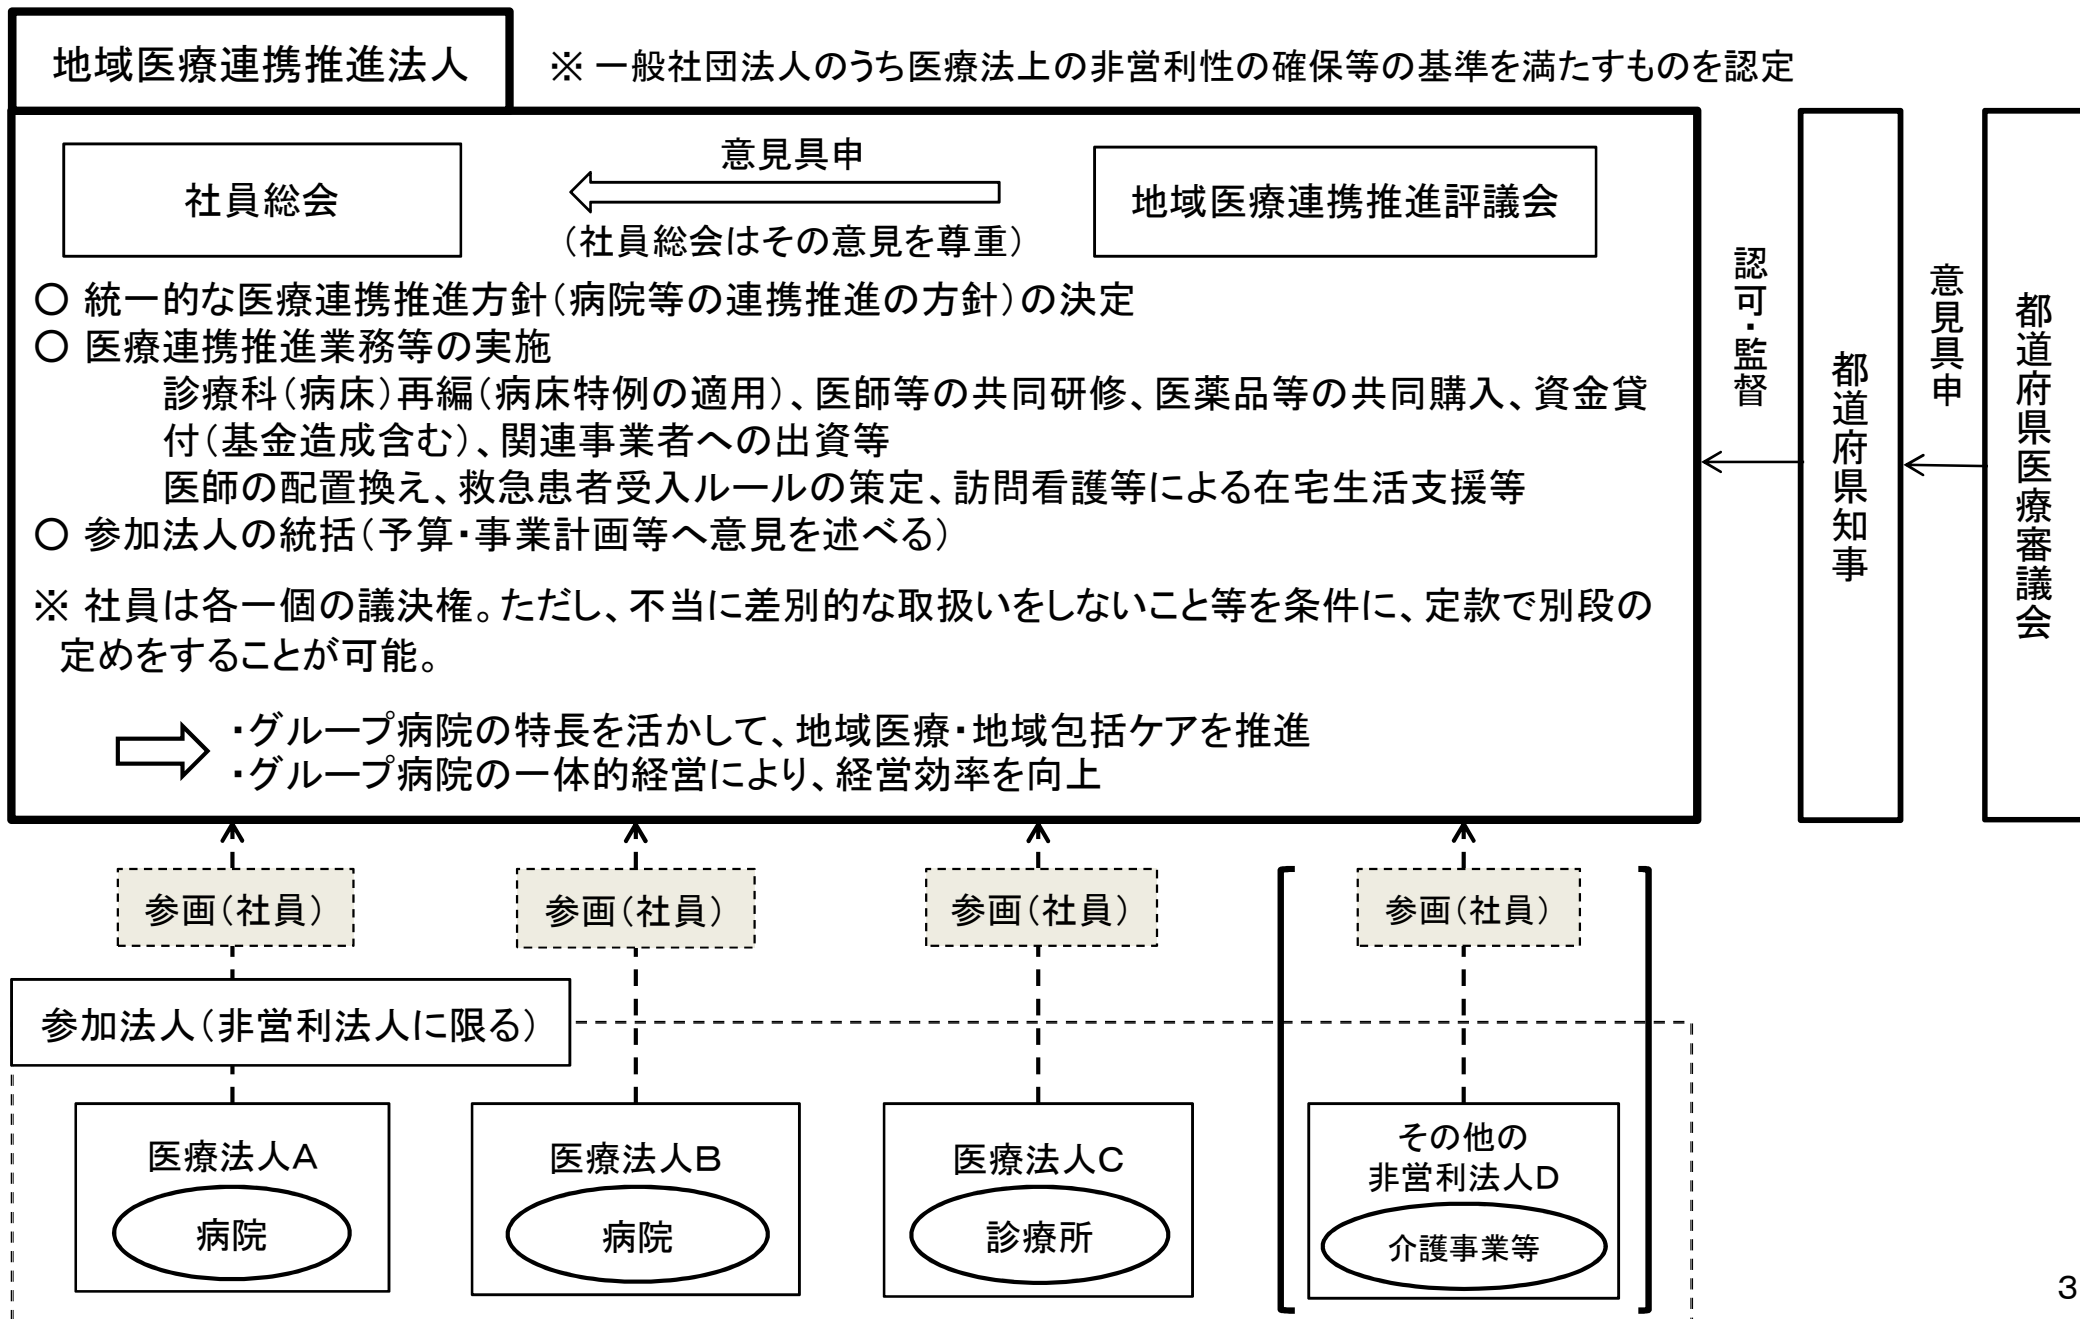 地域医療連携推進法人
※ 一般社団法人のうち医療法上の非営利性の確保等の基準を満たすものを認定
社員総会
意見具申
（社員総会はその意見を尊重）
地域医療連携推進評議会
○ 統一的な医療連携推進方針（病院等の連携推進の方針）の決定
○ 医療連携推進業務等の実施
診療科（病床）再編（病床特例の適用）、医師等の共同研修、医薬品等の共同購入、資金貸
付（基金造成含む）、関連事業者への出資等
医師の配置換え、救急患者受入ルールの策定、訪問看護等による在宅生活支援等
○ 参加法人の統括（予算・事業計画等へ意見を述べる）
※ 社員は各一個の議決権。ただし、不当に差別的な取扱いをしないこと等を条件に、定款で別段の
定めをすることが可能。
・グループ病院の特長を活かして、地域医療・地域包括ケアを推進
・グループ病院の一体的経営により、経営効率を向上
認可・監督
都道府県知事
意見具申
都道府県医療審議会
参画（社員）
参画（社員）
参画（社員）
参画（社員）
参加法人（非営利法人に限る）
医療法人A
病院
医療法人B
病院
医療法人C
診療所
その他の
非営利法人D
介護事業等
3